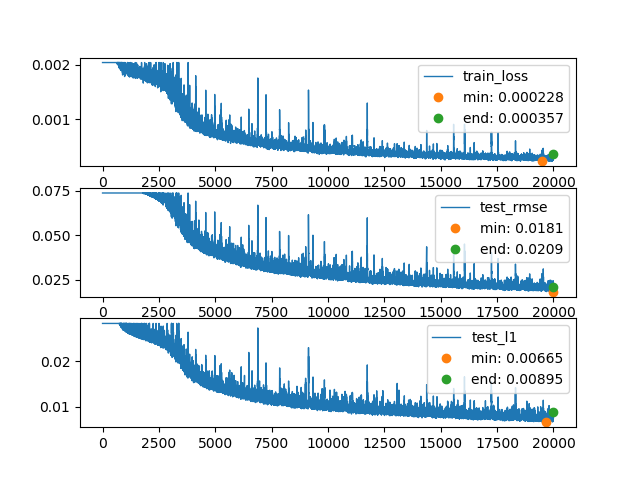 0.002
0.001
train_loss
min: 0.000228
end: 0.000357
0 2500 5000 7500 10000 12500 15000 17500 20000
0.075
0.050
0.025
test_rmse
min: 0.0181
end: 0.0209
0 2500 5000 7500 10000 12500 15000 17500 20000
0.02
0.01
test_l1
min: 0.00665
end: 0.00895
0 2500 5000 7500 10000 12500 15000 17500 20000